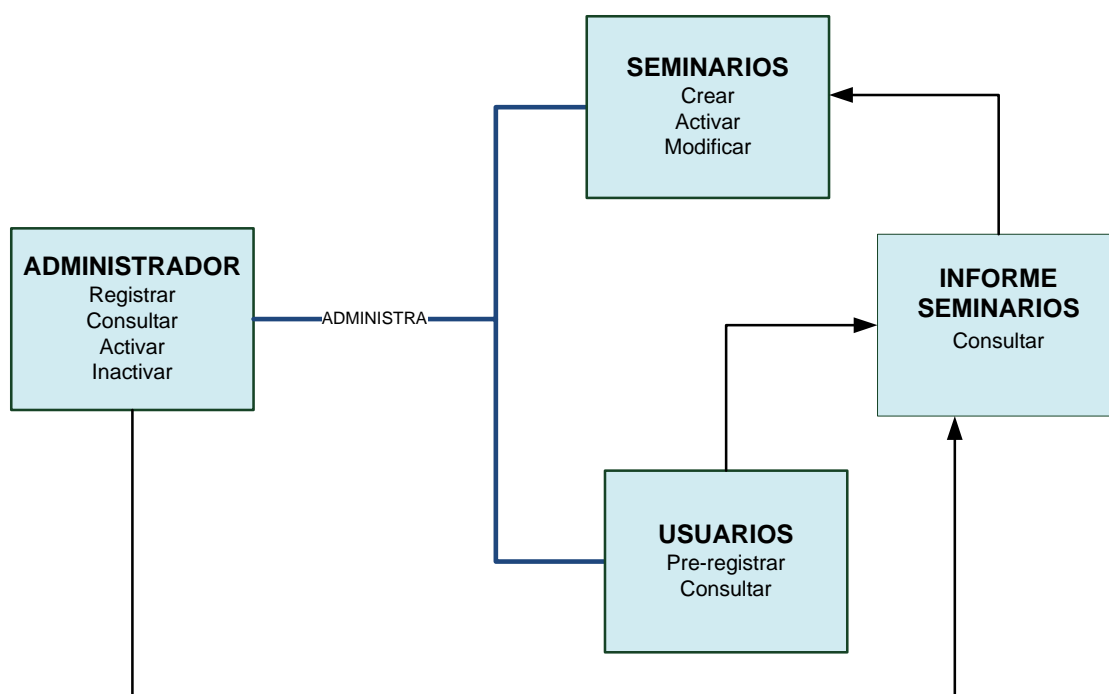 SEMINARIOS
Crear
Activar
Modificar
ADMINISTRADOR
Registrar
Consultar
Activar
Inactivar
ADMINISTRA
INFORME
SEMINARIOS
Consultar
USUARIOS
Pre-registrar
Consultar